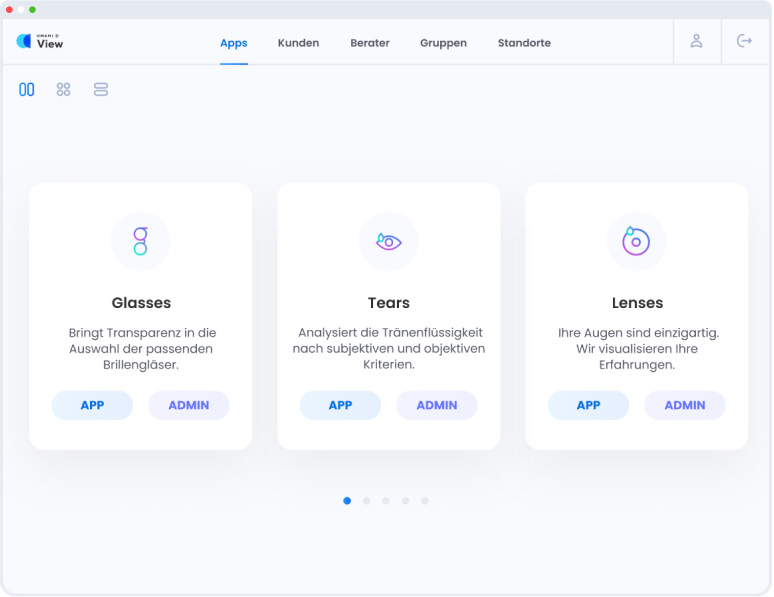 View
Apps
Kunden
Berater
Gruppen
Standorte
Glasses
Bringt Transparenz in die
Auswahl der passenden
Brillengläser.
APP
ADMIN
Tears
Analysiert die Tränenflüssigkeit
nach subjektiven und objektiven
Kriterien.
APP
ADMIN
Lenses
Ihre Augen sind einzigartig.
Wir visualisieren Ihre
Erfahrungen.
APP
ADMIN